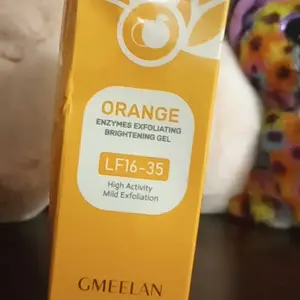 ORANGE
ENZYMES EXFOLIATING
BRIGHTENING GEL
LF16-35
High Activity
Mild Exfoliation
GMEELAN